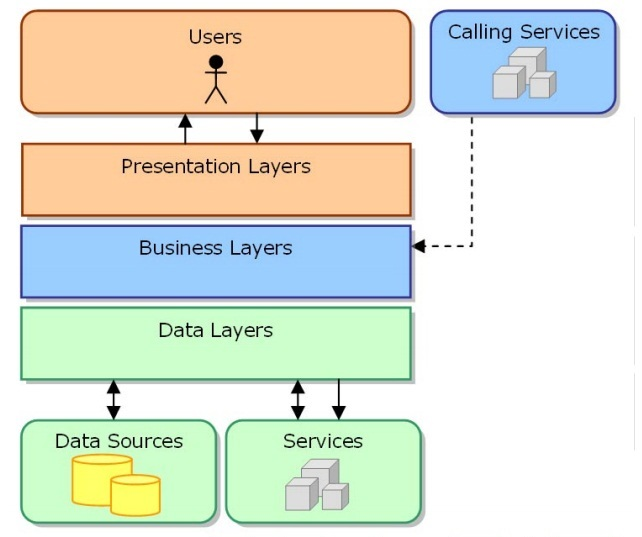 Users
Calling Services
Presentation Layers
Business Layers
Data Layers
Data Sources
Services